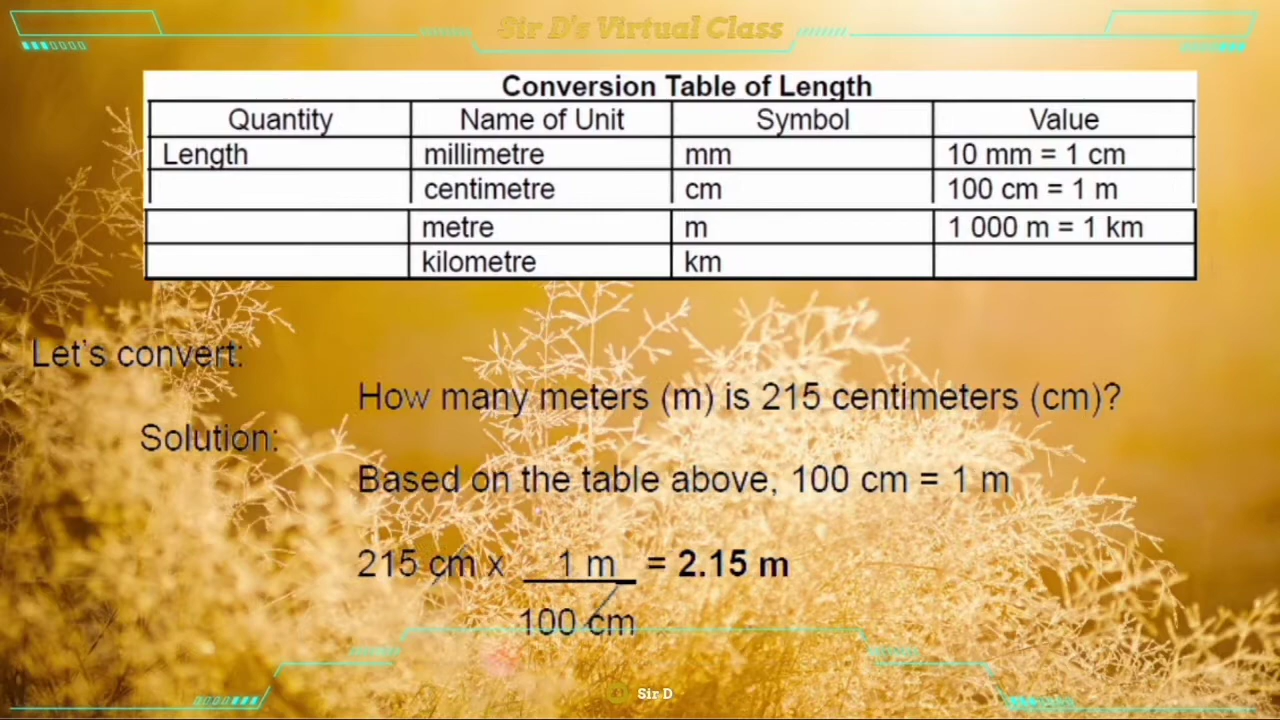 Sir D's Virtual Class
Conversion Table of Length
Quantity Name of Unit Symbol Value
Length millimetre mm 10 mm = 1 cm
centimetre cm 100 cm = 1 m
metre m 1 000 m = 1 km
kilometre km
Let's convert:
How many meters (m) is 215 centimeters (cm)?
Solution:
Based on the table above, 100 cm = 1 m
215 cm x 1 m = 2.15 m
100 cm
Sir D